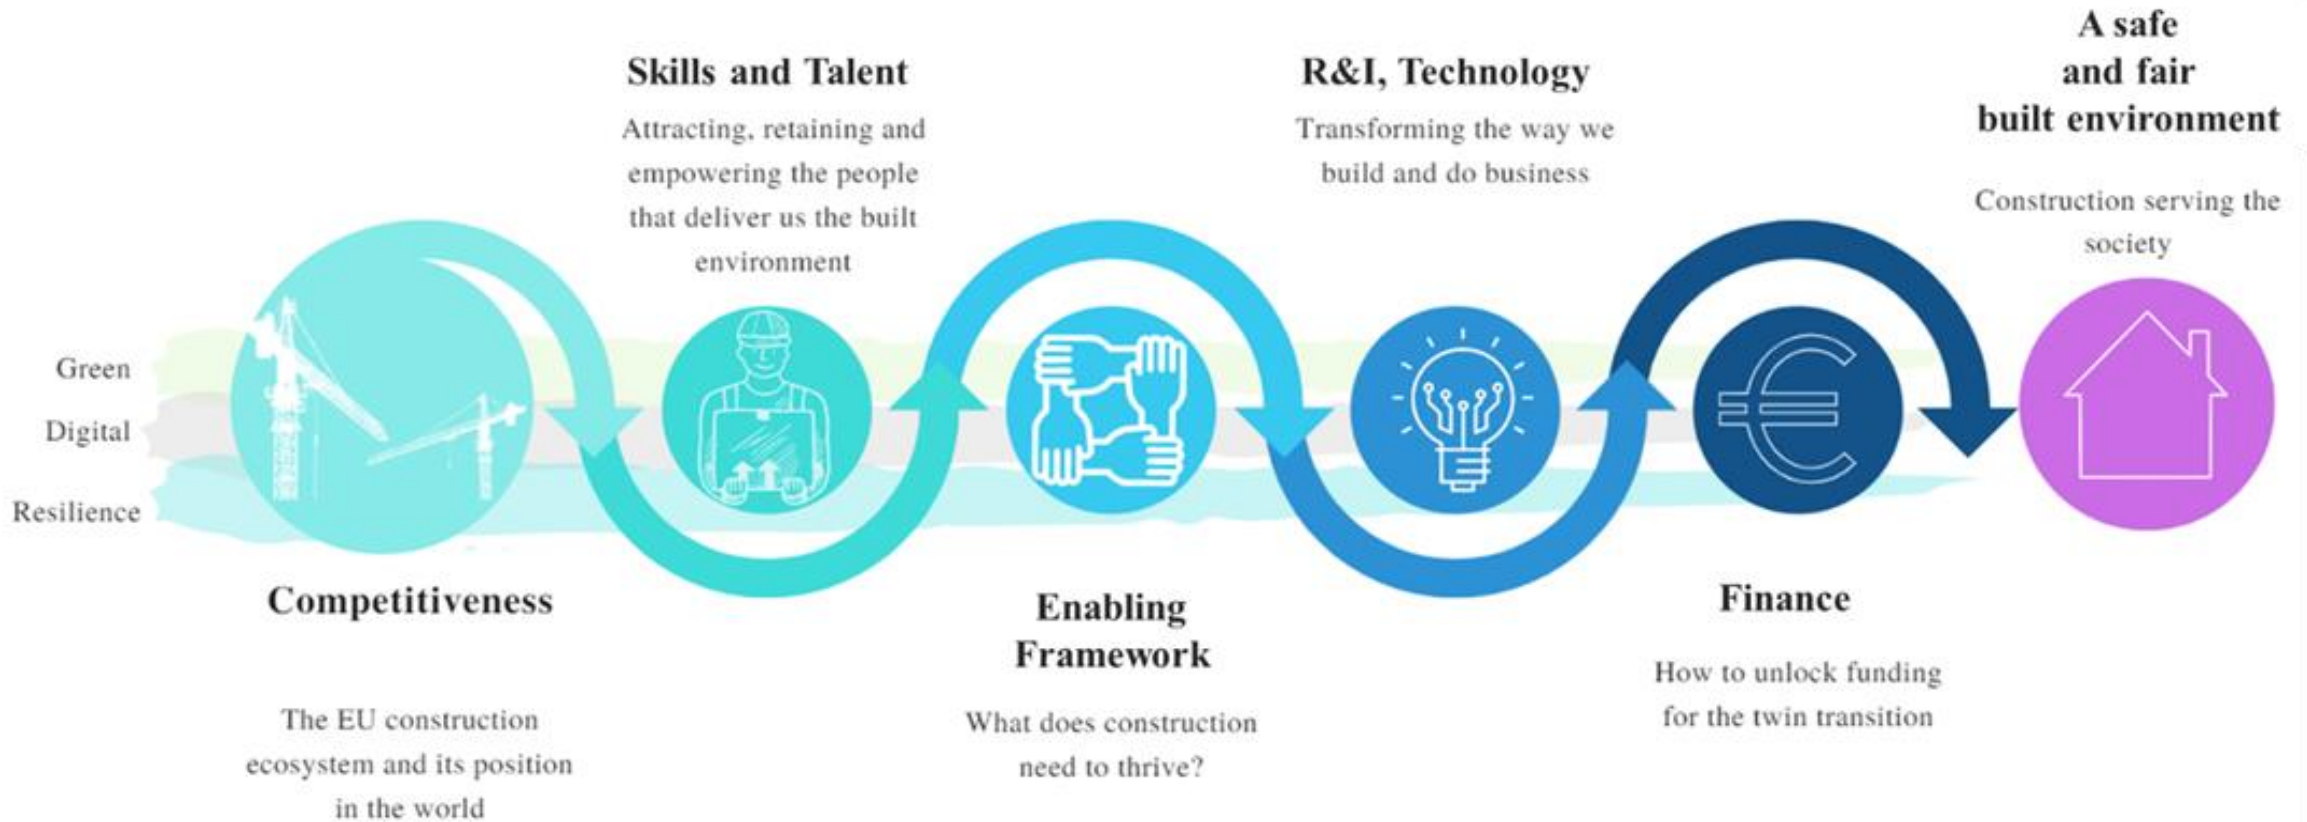 Green
Digital
Resilience
Competitiveness
The EU construction
ecosystem and its position
in the world
Skills and Talent
Attracting, retaining and
empowering the people
that deliver us the built
environment
Enabling
Framework
What does construction
need to thrive?
R&I, Technology
Transforming the way we
build and do business
Finance
How to unlock funding
for the twin transition
A safe
and fair
built environment
Construction serving the
society